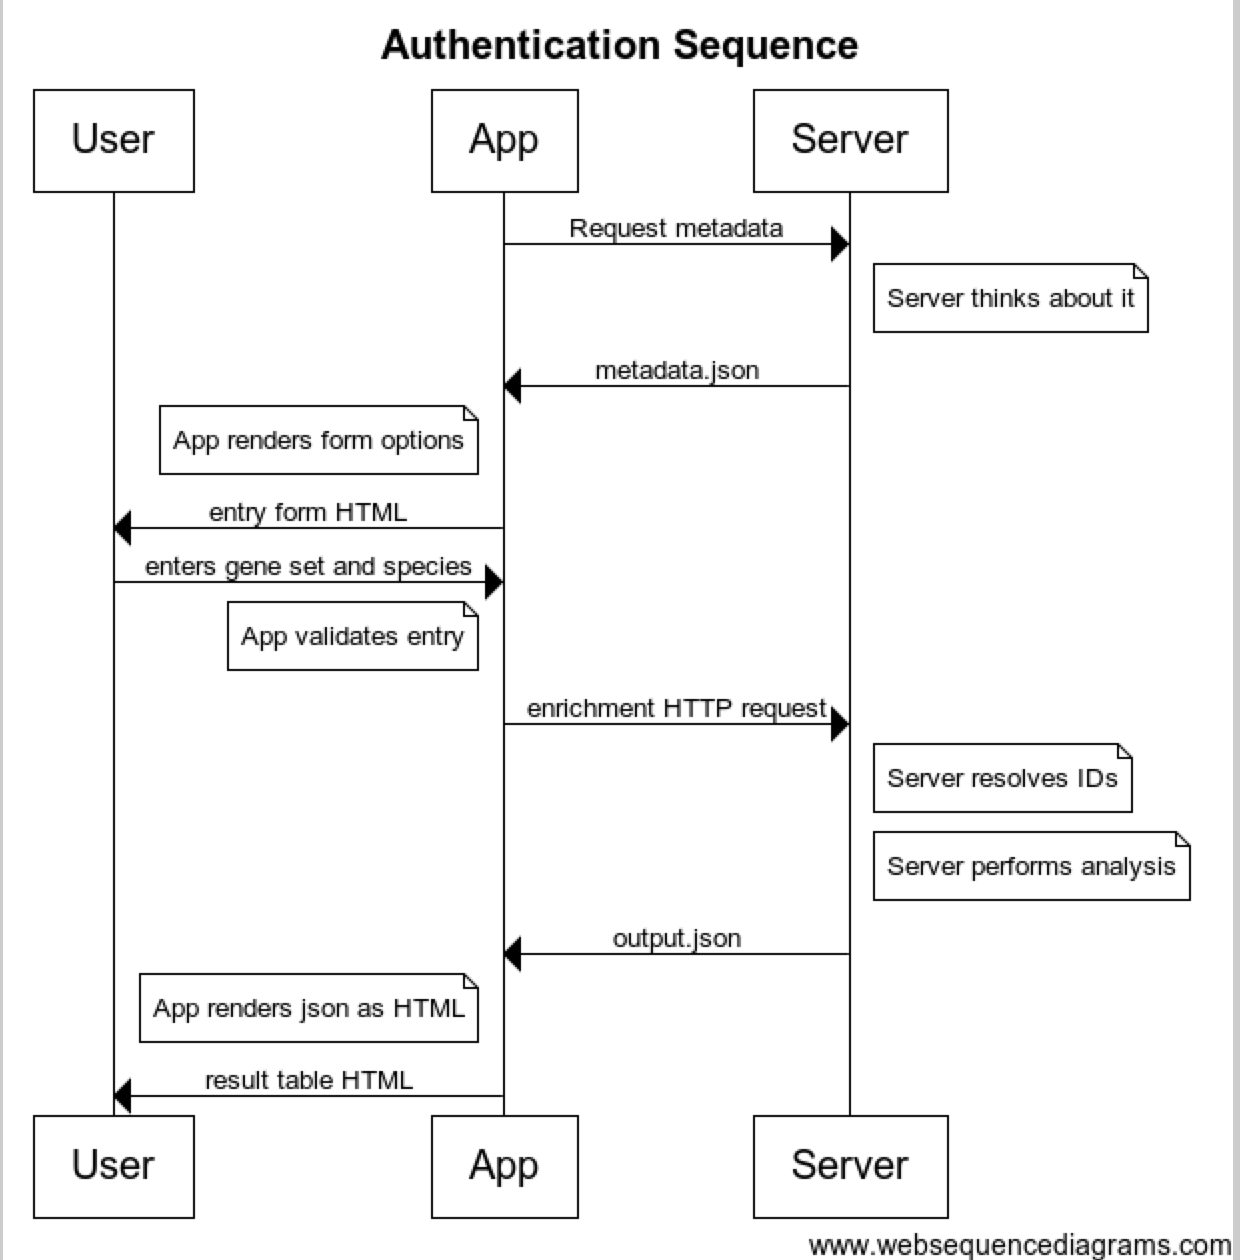 Authentication Sequence
User
App
Server
Request metadata
Server thinks about it
metadata.json
App renders form options
entry form HTML
enters gene set and species
App validates entry
enrichment HTTP request
Server resolves IDs
Server performs analysis
output.json
App renders json as HTML
result table HTML
User
App
Server
www.websequencediagrams.com